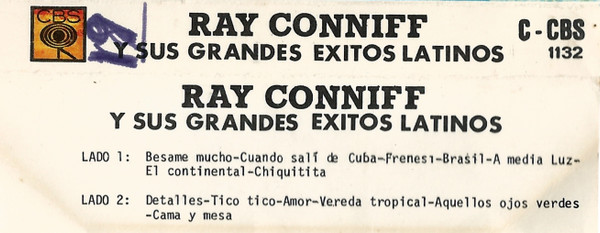 CBS
RAY CONNIFF
Y SUS GRANDES EXITOS LATINOS
C-CBS
1132
RAY CONNIFF
Y SUS GRANDES EXITOS LATINOS
LADO 1: Besame mucho-Cuando salí de Cuba-Frenesi-Brasil-A media Luz-
El continental-Chiquitita
LADO 2: Detalles-Tico tico-Amor-Vereda tropical-Aquellos ojos verdes
-Cama y mesa